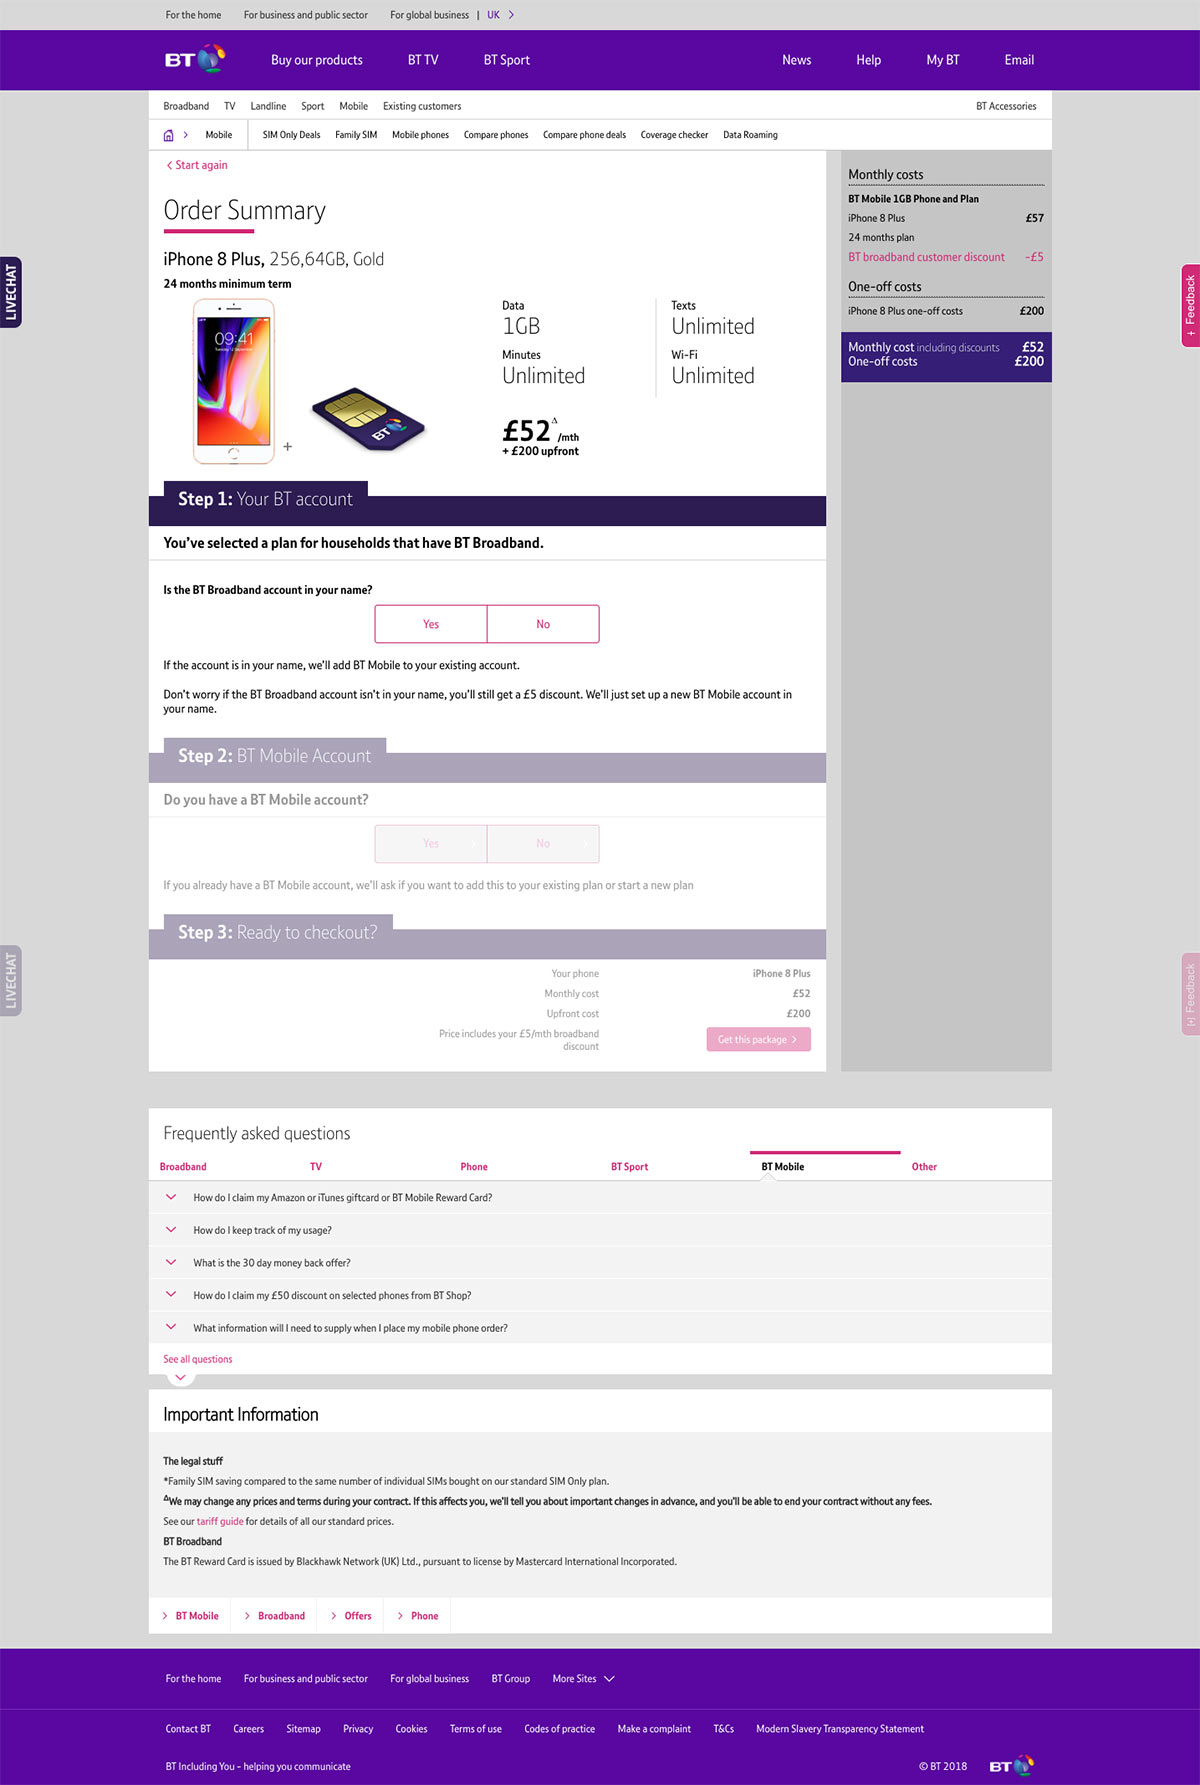 For the home For business and public sector For global business | UK
BT Buy our products BT TV BT Sport News Help My BT Email
Broadband TV Landline Sport Mobile Existing customers BT Accessories
Mobile SIM Only Deals Family SIM Mobile phones Compare phones Compare phone deals Coverage checker Data Roaming
Start again
Order Summary
iPhone 8 Plus, 256,64GB, Gold
24 months minimum term
09:41
Data
1GB
Texts
Unlimited
Minutes
Unlimited
Wi-Fi
Unlimited
BT
+
£52Δ /mth
+ £200 upfront
Monthly costs
BT Mobile 1GB Phone and Plan
iPhone 8 Plus £57
24 months plan
BT broadband customer discount -£5
One-off costs
iPhone 8 Plus one-off costs £200
Monthly cost including discounts £52
One-off costs £200
LIVECHAT
+ Feedback
Step 1: Your BT account
You've selected a plan for households that have BT Broadband.
Is the BT Broadband account in your name?
Yes No
If the account is in your name, we'll add BT Mobile to your existing account.
Don't worry if the BT Broadband account isn't in your name, you'll still get a £5 discount. We'll just set up a new BT Mobile account in
your name.
Step 2: BT Mobile Account
Do you have a BT Mobile account?
Yes No
If you already have a BT Mobile account, we'll ask if you want to add this to your existing plan or start a new plan
Step 3: Ready to checkout?
Your phone iPhone 8 Plus
Monthly cost £52
Upfront cost £200
Price includes your £5/mth broadband
discount
Get this package
LIVECHAT
[+] Feedback
Frequently asked questions
Broadband TV Phone BT Sport BT Mobile Other
How do I claim my Amazon or iTunes giftcard or BT Mobile Reward Card?
How do I keep track of my usage?
What is the 30 day money back offer?
How do I claim my £50 discount on selected phones from BT Shop?
What information will I need to supply when I place my mobile phone order?
See all questions
Important Information
The legal stuff
*Family SIM saving compared to the same number of individual SIMs bought on our standard SIM Only plan.
ΔWe may change any prices and terms during your contract. If this affects you, we'll tell you about important changes in advance, and you'll be able to end your contract without any fees.
See our tariff guide for details of all our standard prices.
BT Broadband
The BT Reward Card is issued by Blackhawk Network (UK) Ltd., pursuant to license by Mastercard International Incorporated.
BT Mobile Broadband Offers Phone
For the home For business and public sector For global business BT Group More Sites
Contact BT Careers Sitemap Privacy Cookies Terms of use Codes of practice Make a complaint T&Cs Modern Slavery Transparency Statement
BT Including You - helping you communicate © BT 2018 BT